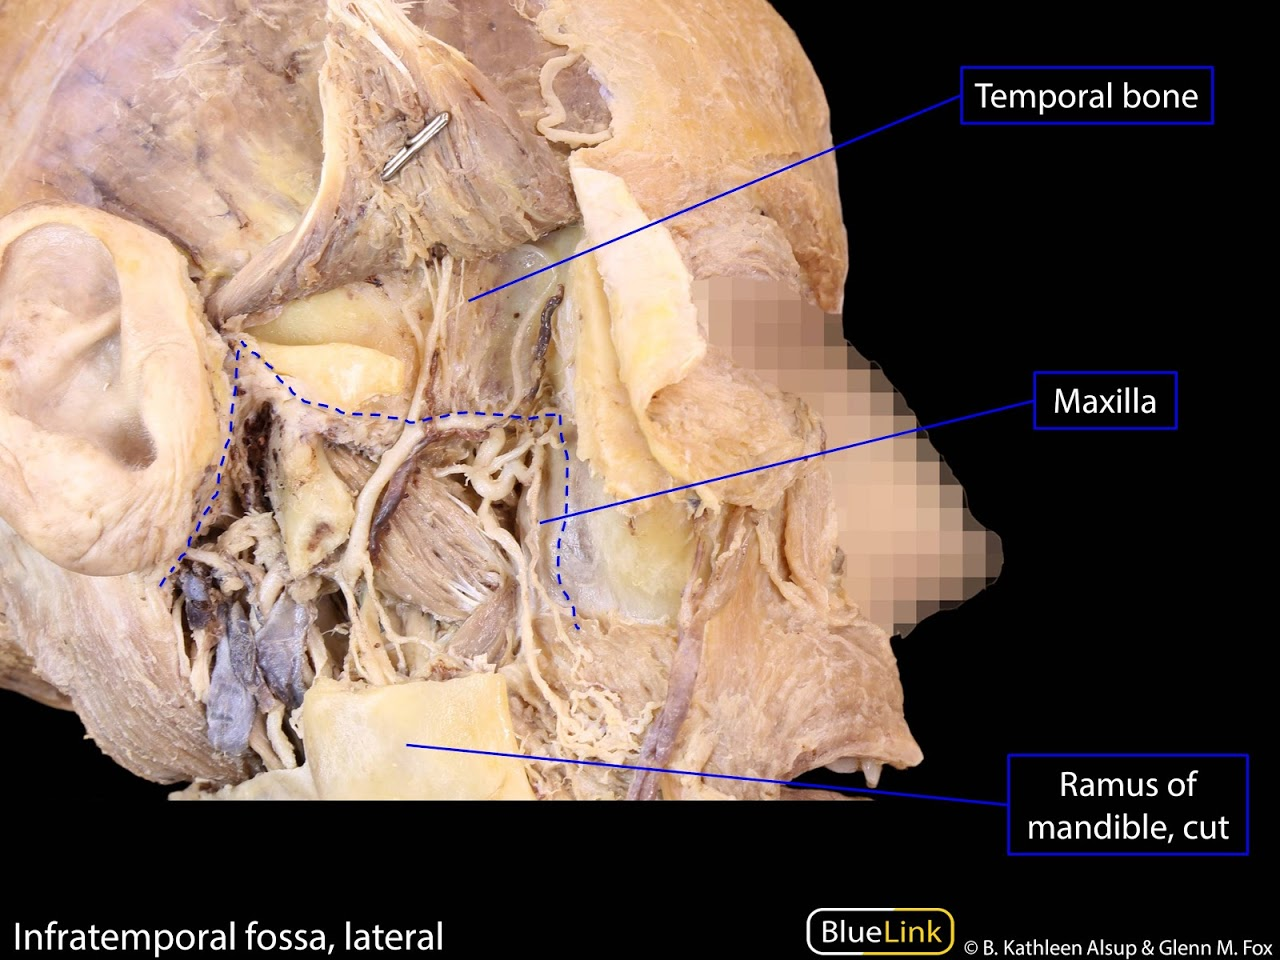 Temporal bone
Maxilla
Ramus of
mandible, cut
Infratemporal fossa, lateral
BlueLink
© B. Kathleen Alsup & Glenn M. Fox